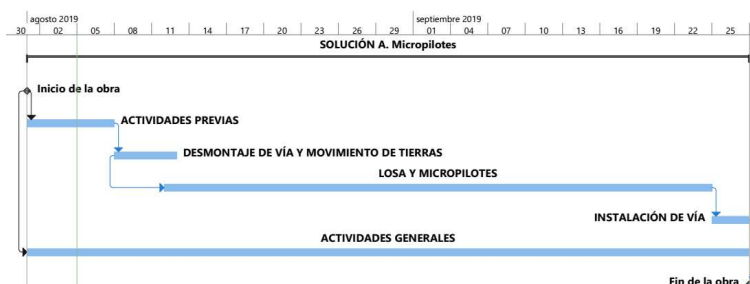 agosto 2019 septiembre 2019
30 02 05 08 11 14 17 20 23 26 29 01 04 07 10 13 16 19 22 25
SOLUCIÓN A. Micropilotes
Inicio de la obra
ACTIVIDADES PREVIAS
DESMONTAJE DE VÍA Y MOVIMIENTO DE TIERRAS
LOSA Y MICROPILOTES
INSTALACIÓN DE VÍA
ACTIVIDADES GENERALES
Fin de la obra